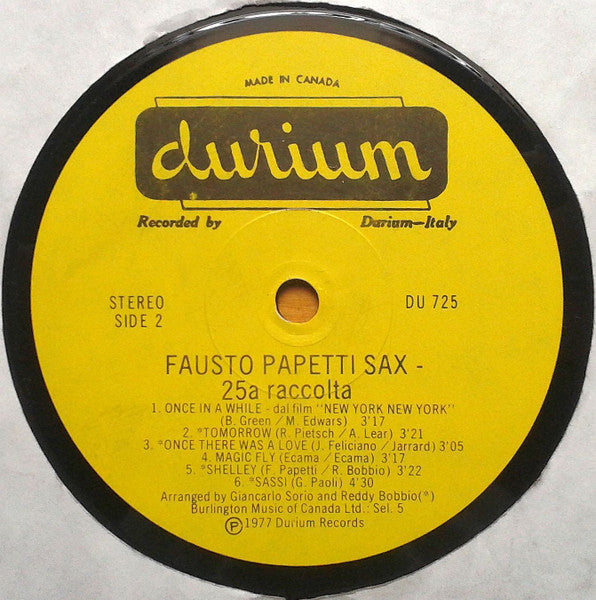 MADE IN CANADA
durium
Recorded by Durium-Italy
STEREO DU 725
SIDE 2
FAUSTO PAPETTI SAX -
25a raccolta
1. ONCE IN A WHILE - dal film "NEW YORK NEW YORK"
(B. Green / M. Edwars) 3'17
2. *TOMORROW (R. Pietsch / A. Lear) 3'21
3. *ONCE THERE WAS A LOVE (J. Feliciano / Jarrard) 3'05
4. MAGIC FLY (Ecama / Ecama) 3'17
5. *SHELLEY (F. Papetti / R. Bobbio) 3'22
6. *SASSI (G. Paoli) 4'30
Arranged by Giancarlo Sorio and Reddy Bobbio(*)
Burlington Music of Canada Ltd.: Sel. 5
℗ 1977 Durium Records